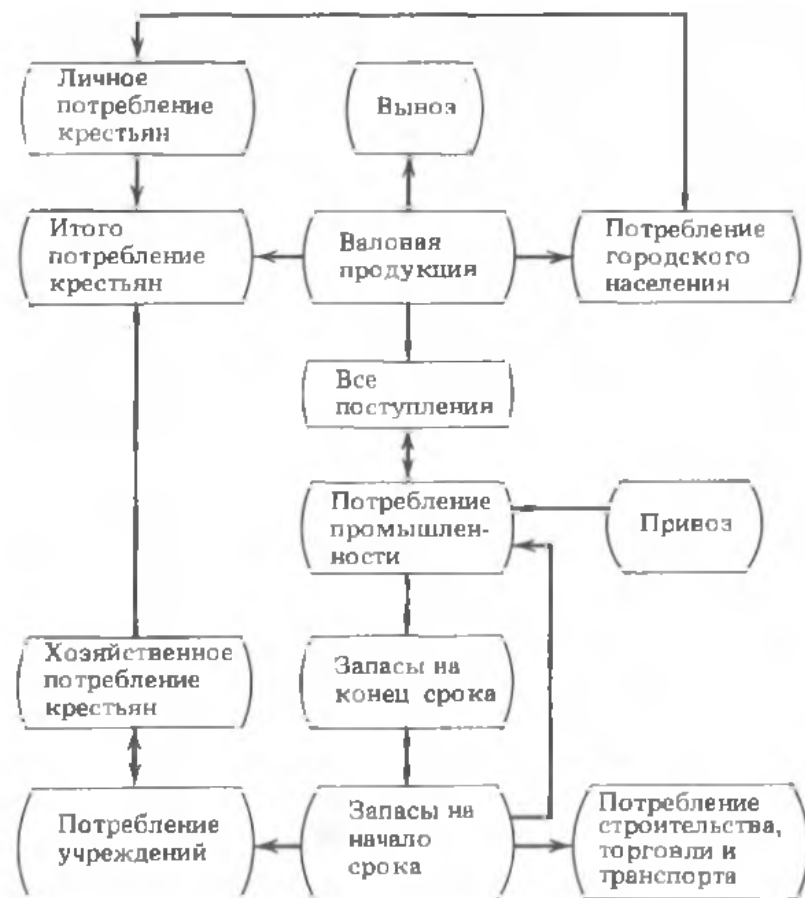 Личное
потребление
крестьян
Вывоз
Итого
потребление
крестьян
Валовая
продукция
Потребление
городского
населения
Все
поступления
Потребление
промышлен-
ности
Привоз
Хозяйственное
потребление
крестьян
Запасы на
конец срока
Потребление
учреждений
Запасы на
начало
срока
Потребление
строительства,
торговли и
транспорта